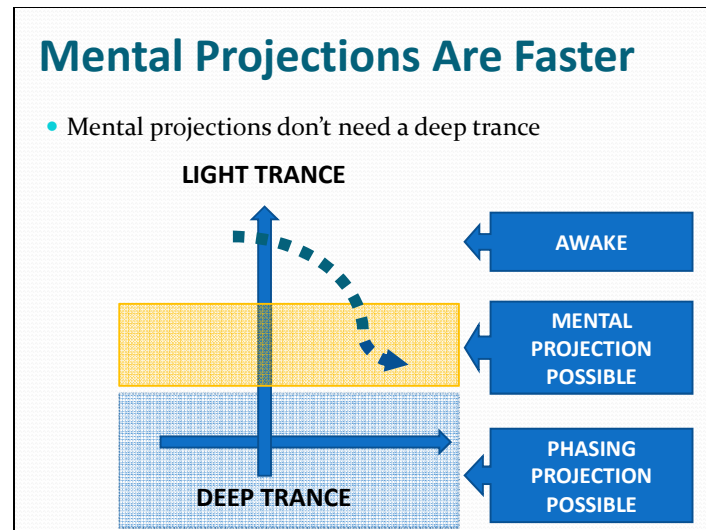 Mental Projections Are Faster
• Mental projections don’t need a deep trance
LIGHT TRANCE
AWAKE
MENTAL
PROJECTION
POSSIBLE
PHASING
PROJECTION
POSSIBLE
DEEP TRANCE